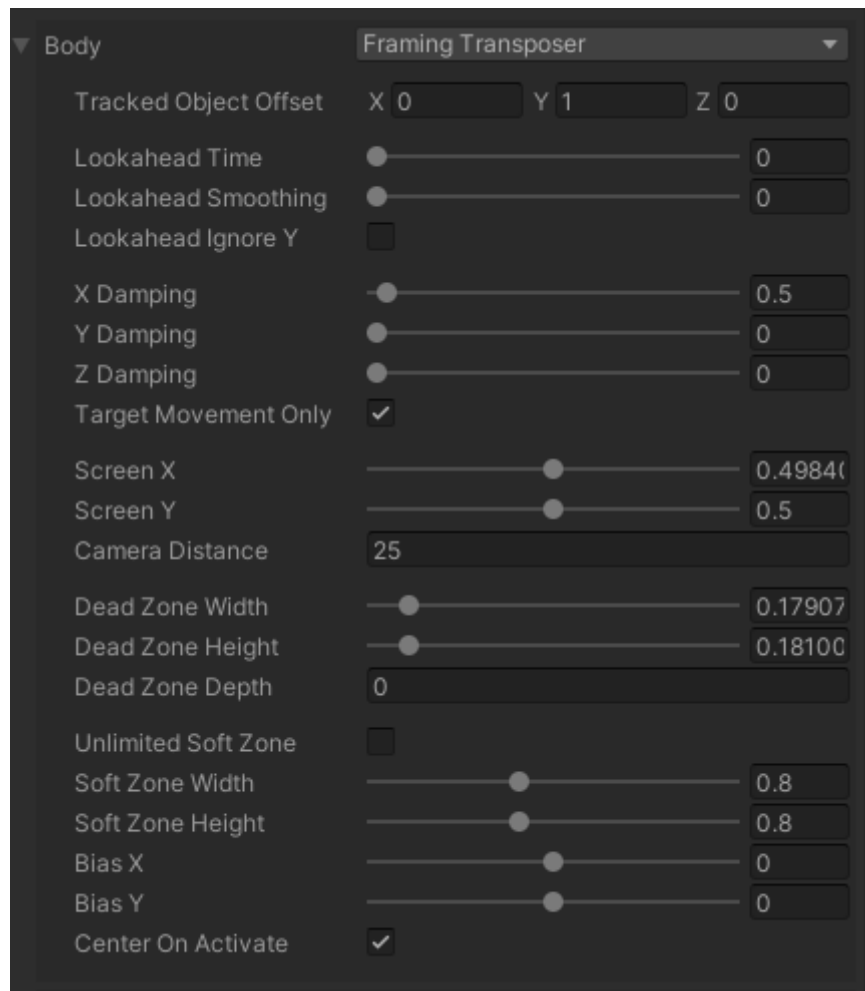 Body Framing Transposer
Tracked Object Offset X 0 Y 1 Z 0
Lookahead Time 0
Lookahead Smoothing 0
Lookahead Ignore Y
X Damping 0.5
Y Damping 0
Z Damping 0
Target Movement Only
Screen X 0.4984
Screen Y 0.5
Camera Distance 25
Dead Zone Width 0.17907
Dead Zone Height 0.18100
Dead Zone Depth 0
Unlimited Soft Zone
Soft Zone Width 0.8
Soft Zone Height 0.8
Bias X 0
Bias Y 0
Center On Activate